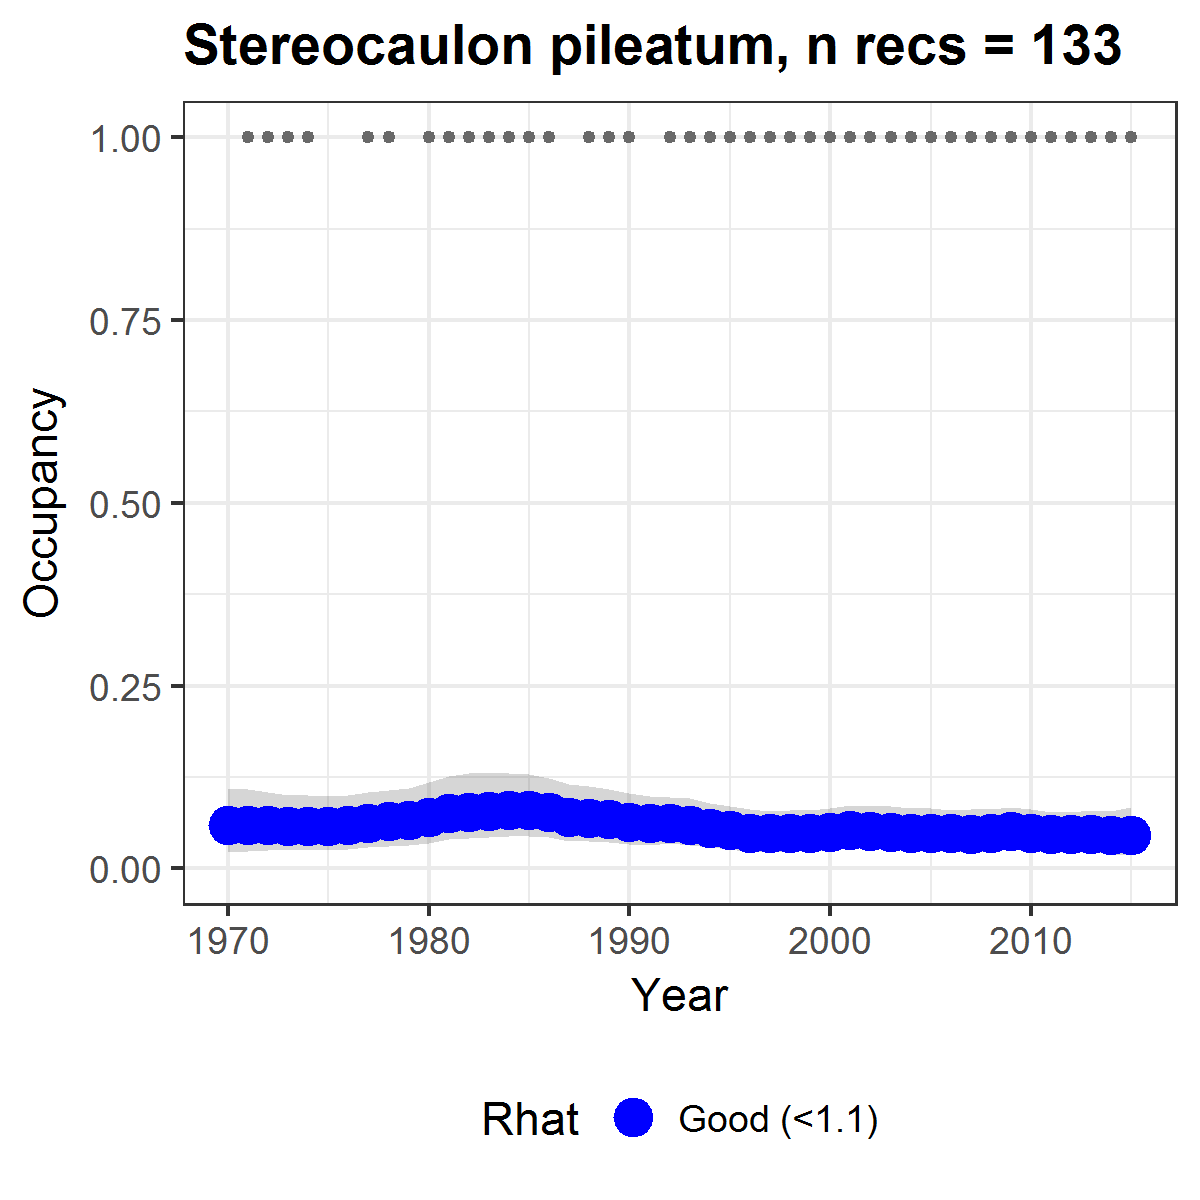 Stereocaulon pileatum, n recs = 133
1.00
0.75
0.50
0.25
0.00
Occupancy
1970 1980 1990 2000 2010
Year
Rhat Good (<1.1)